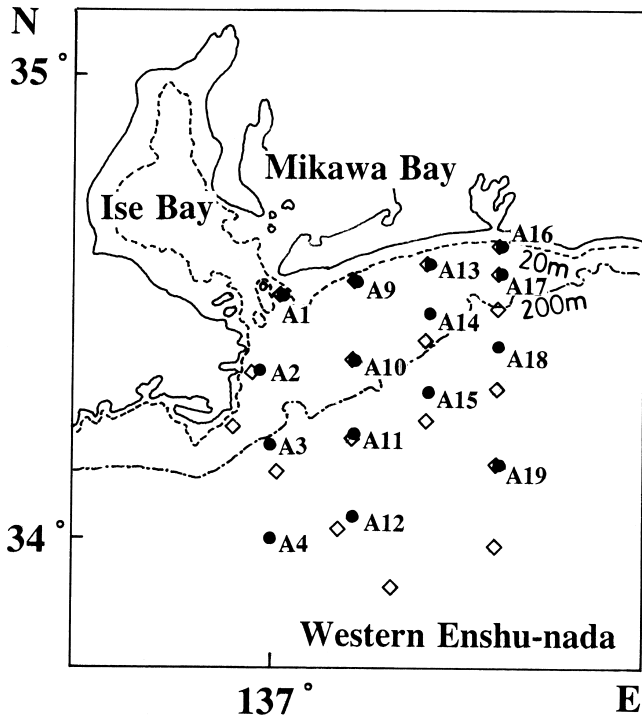 N
35°
Mikawa Bay
Ise Bay
A16
20m
A13
A17
A9
A1
200m
A14
A18
A10
A2
A15
A11
A3
A19
A12
34°
A4
Western Enshu-nada
137°
E